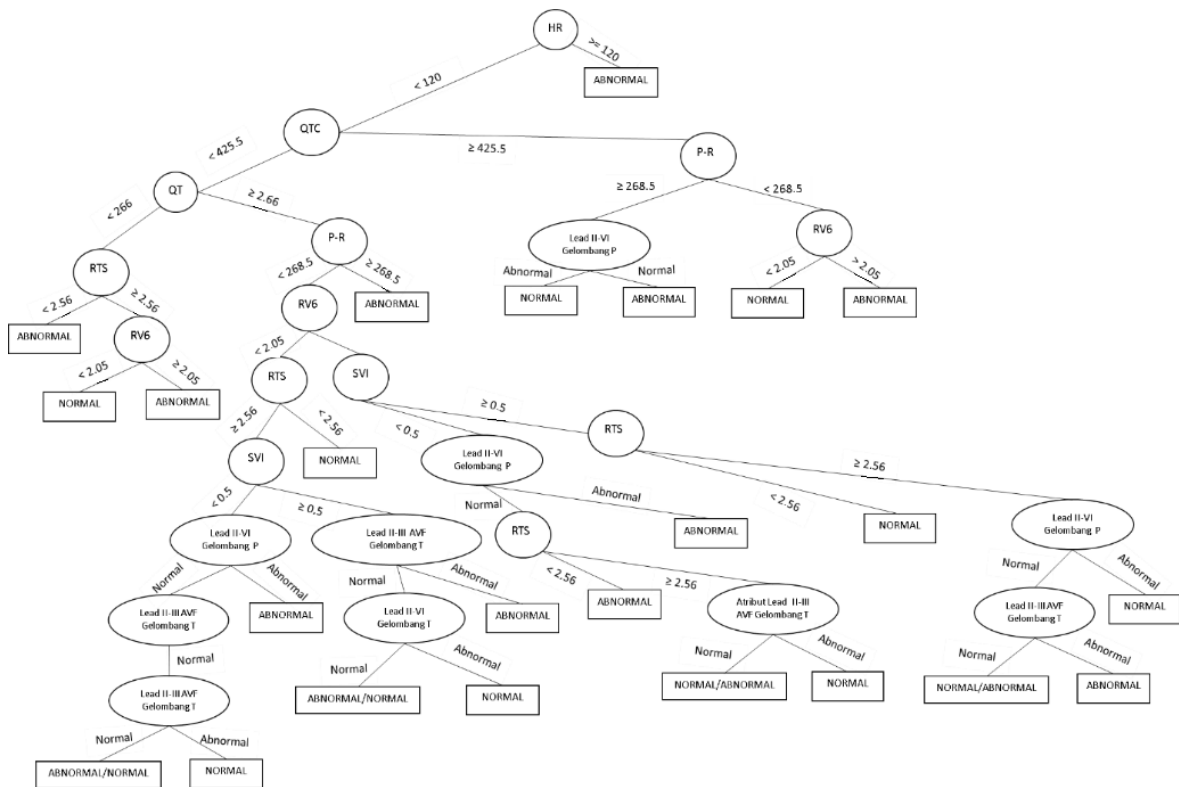 HR
>= 120
ABNORMAL
< 120
QTC
< 425.5
≥ 425.5
P-R
QT
< 266
≥ 2.66
≥ 268.5
< 268.5
P-R
Lead II-VI
Gelombang P
RV6
RTS
< 268.5
≥ 268.5
Abnormal
Normal
< 2.05
> 2.05
NORMAL
ABNORMAL
NORMAL
ABNORMAL
< 2.56
≥ 2.56
RV6
ABNORMAL
ABNORMAL
RV6
< 2.05
< 2.05
≥ 2.05
RTS
SVI
NORMAL
ABNORMAL
≥ 0.5
≥ 2.56
< 2.56
< 0.5
RTS
SVI
NORMAL
Lead II-VI
Gelombang P
≥ 2.56
< 0.5
≥ 0.5
Normal
Abnormal
< 2.56
Lead II-VI
Gelombang P
Lead II-III AVF
Gelombang T
RTS
ABNORMAL
NORMAL
Lead II-VI
Gelombang P
Normal
Abnormal
Normal
Abnormal
< 2.56
≥ 2.56
Normal
Abnormal
Lead II-III AVF
Gelombang T
ABNORMAL
Lead II-VI
Gelombang T
ABNORMAL
ABNORMAL
Atribut Lead II-III
AVF Gelombang T
Lead II-III AVF
Gelombang T
NORMAL
Normal
Normal
Abnormal
Normal
Abnormal
Normal
Abnormal
Lead II-III AVF
Gelombang T
ABNORMAL/NORMAL
NORMAL
NORMAL/ABNORMAL
NORMAL
NORMAL/ABNORMAL
ABNORMAL
Normal
Abnormal
ABNORMAL/NORMAL
NORMAL